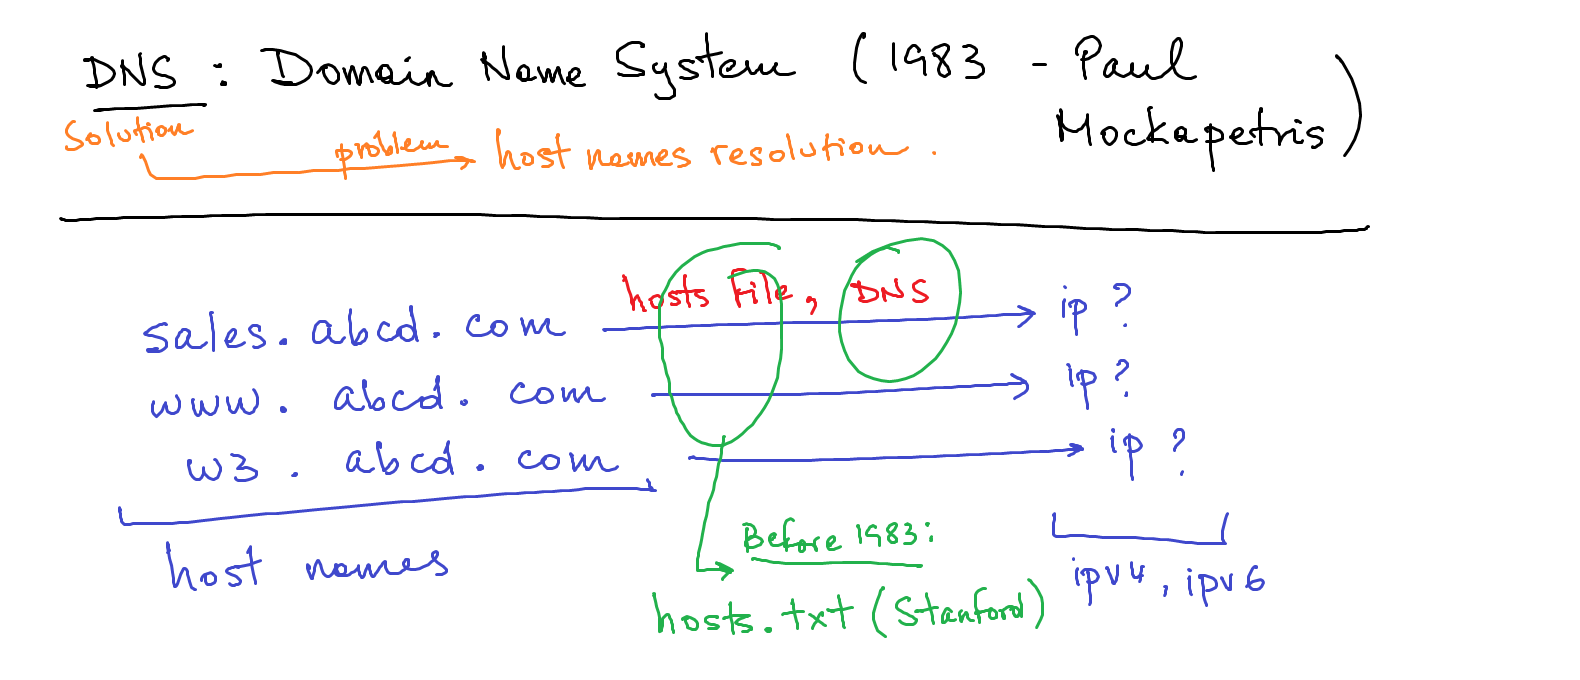 DNS : Domain Name System (1983 - Paul
Mockapetris)
Solution
problem
host names resolution.
hosts File, DNS
sales.abcd.com
ip ?
www. abcd. com
ip ?
w3 . abcd. com
ip ?
host names
Before 1983:
hosts.txt (Stanford)
ipv4, ipv6